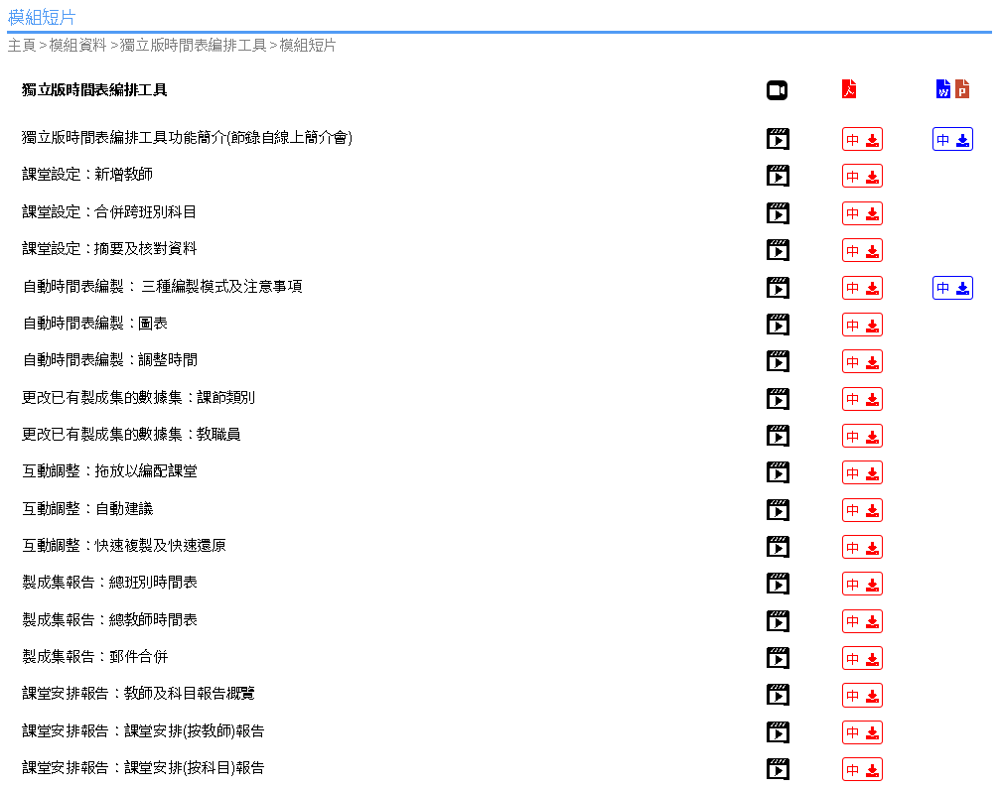 模組短片
主頁 > 模組資料 > 獨立版時間表編排工具 > 模組短片
獨立版時間表編排工具
獨立版時間表編排工具功能簡介(節錄自線上簡介會) 中 中
課堂設定：新增教師 中
課堂設定：合併跨班別科目 中
課堂設定：摘要及核對資料 中
自動時間表編製： 三種編製模式及注意事項 中 中
自動時間表編製：圖表 中
自動時間表編製：調整時間 中
更改已有製成集的數據集：課節類別 中
更改已有製成集的數據集：教職員 中
互動調整：拖放以編配課堂 中
互動調整：自動建議 中
互動調整：快速複製及快速還原 中
製成集報告：總班別時間表 中
製成集報告：總教師時間表 中
製成集報告：郵件合併 中
課堂安排報告：教師及科目報告概覽 中
課堂安排報告：課堂安排(按教師)報告 中
課堂安排報告：課堂安排(按科目)報告 中